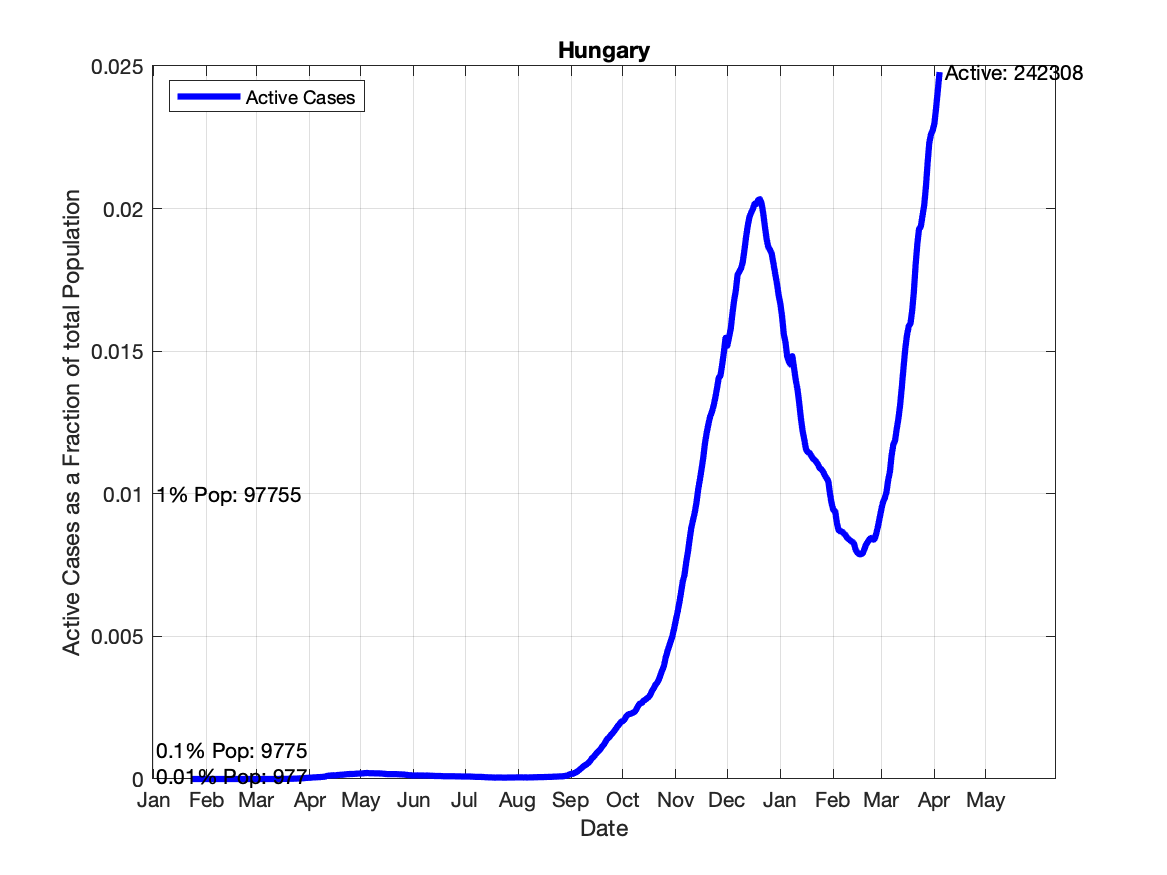 Hungary
0.025
Active Cases
Active: 242308
0.02
0.015
0.01
1% Pop: 97755
0.005
0.1% Pop: 9775
0
0.01% Pop: 977
Jan Feb Mar Apr May Jun Jul Aug Sep Oct Nov Dec Jan Feb Mar Apr May
Date
Active Cases as a Fraction of total Population